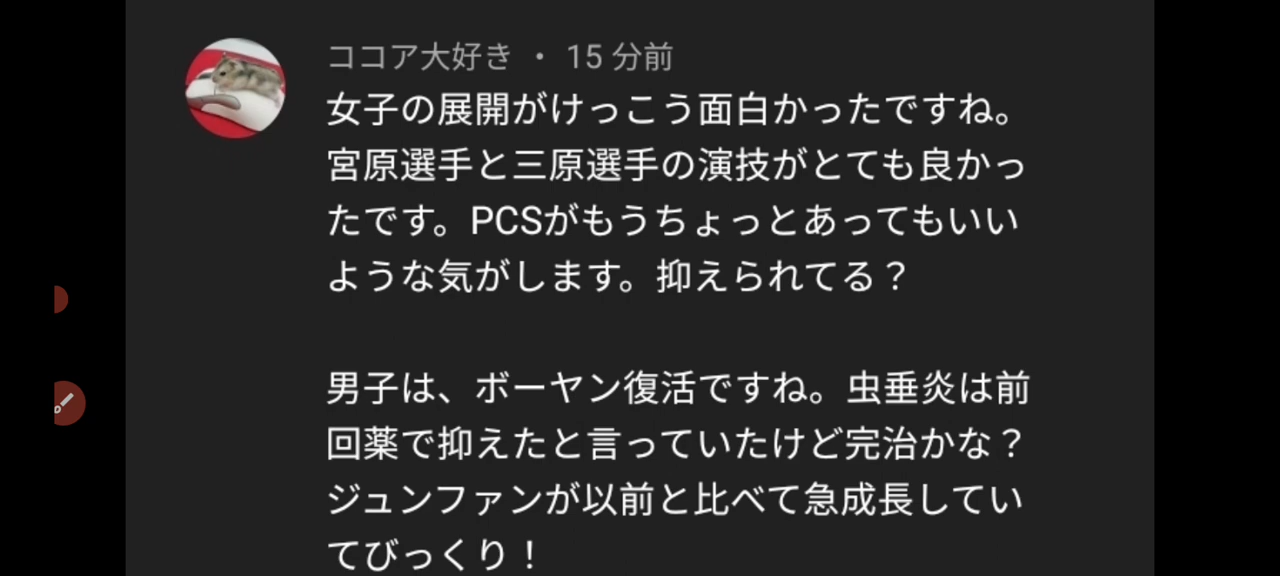 ココア大好き ・ 15 分前
女子の展開がけっこう面白かったですね。
宮原選手と三原選手の演技がとても良かっ
たです。PCSがもうちょっとあってもいい
ような気がします。抑えられてる？
男子は、ボーヤン復活ですね。虫垂炎は前
回薬で抑えたと言っていたけど完治かな？
ジュンファンが以前と比べて急成長してい
てびっくり！